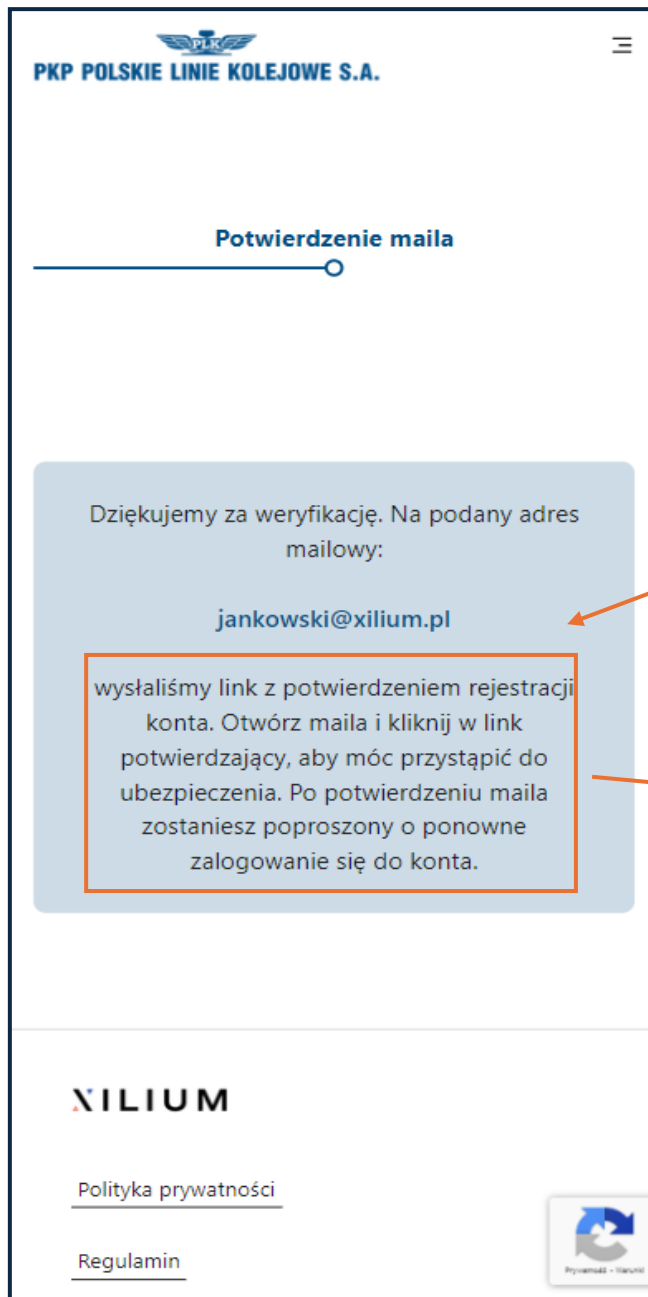 PLK
PKP POLSKIE LINIE KOLEJOWE S.A.
Potwierdzenie maila
Dziękujemy za weryfikację. Na podany adres
mailowy:
jankowski@xilium.pl
wysłaliśmy link z potwierdzeniem rejestracji
konta. Otwórz maila i kliknij w link
potwierdzający, aby móc przystąpić do
ubezpieczenia. Po potwierdzeniu maila
zostaniesz poproszony o ponowne
zalogowanie się do konta.
XILIUM
Polityka prywatności
Regulamin
Prywatność - Warunki